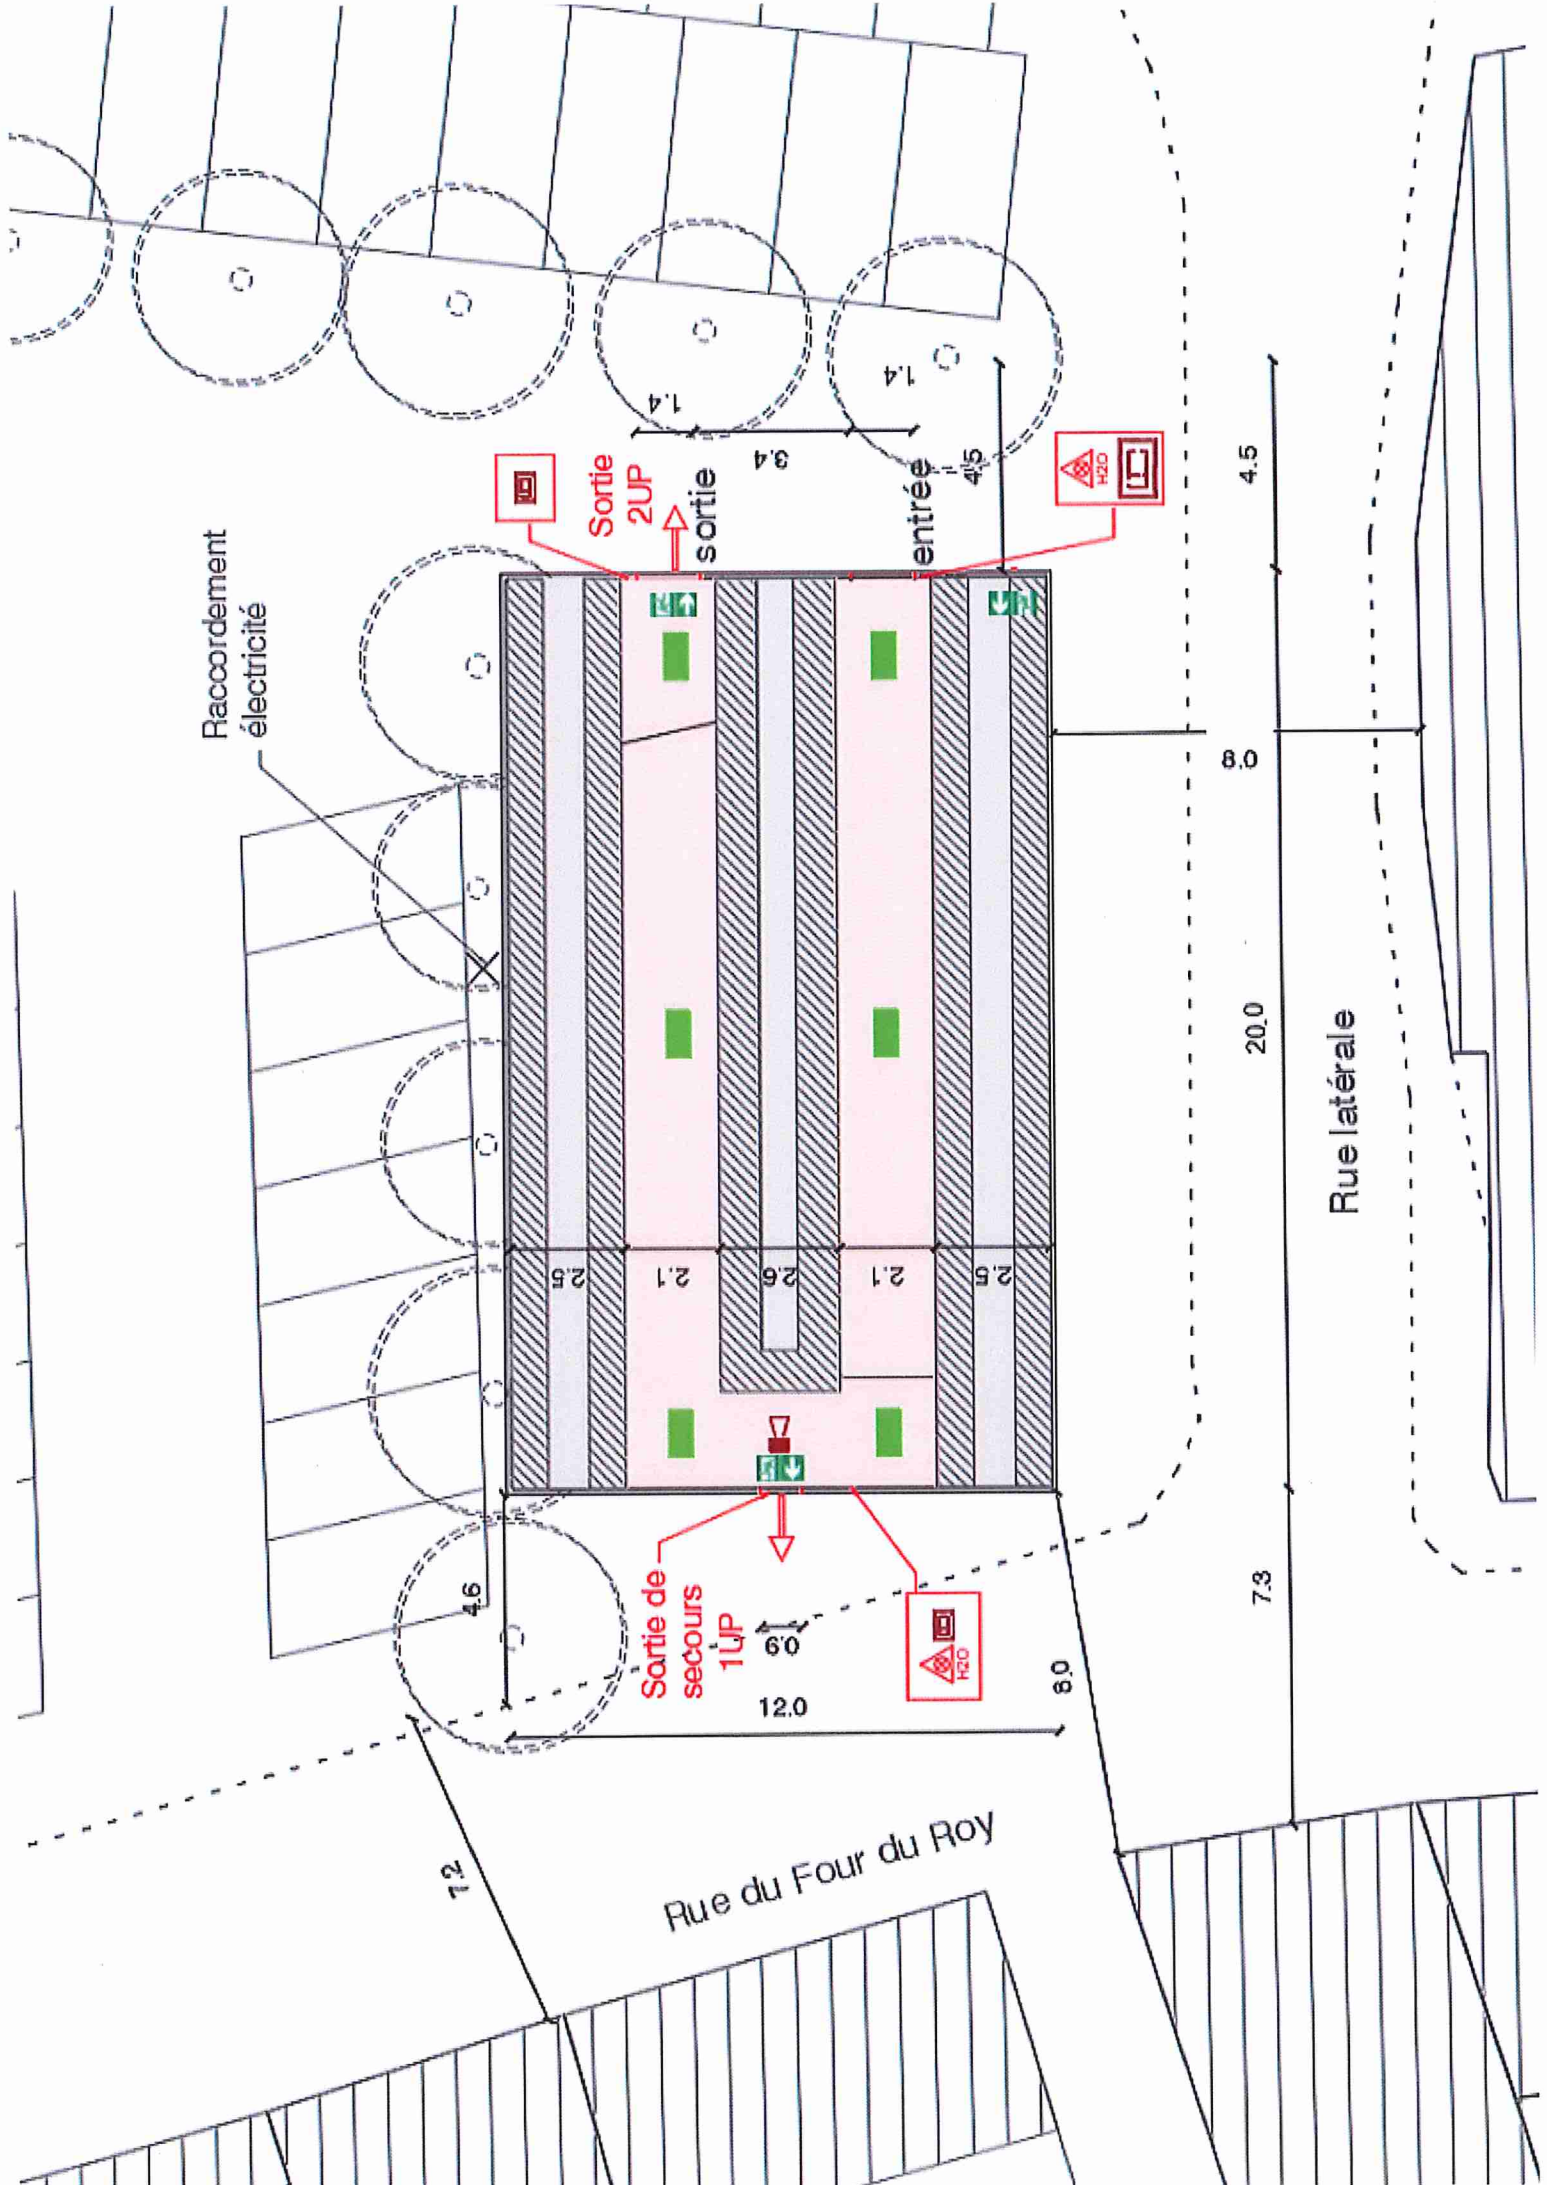 Raccordement
électricité
1.4
1.4
3.4
Sortie
2UP
sortie
entrée
4.5
4.5
H2O
8.0
20.0
Rue latérale
2.5
2.1
2.6
2.1
2.5
4.6
Sortie de
secours
1UP
0.9
H2O
12.0
8.0
7.3
7.2
Rue du Four du Roy